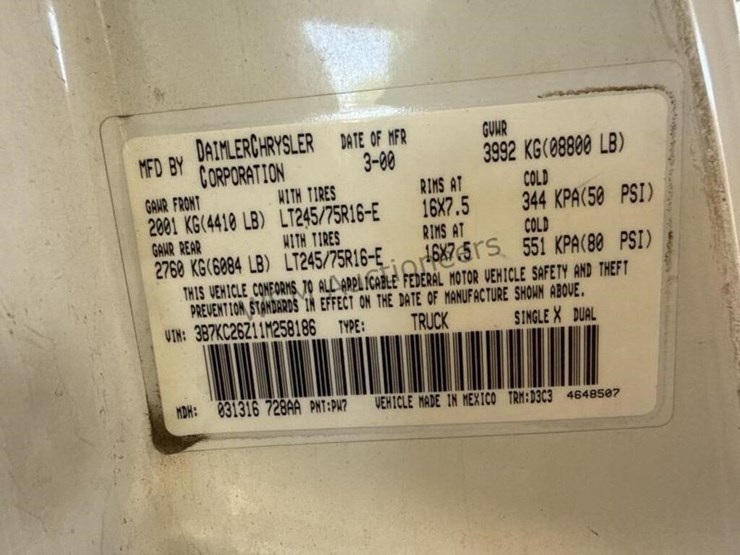 MFD BY DAIMLERCHRYSLER CORPORATION DATE OF MFR 3-00 GVWR 3992 KG(08800 LB)
GAWR FRONT WITH TIRES RIMS AT COLD
2001 KG(4410 LB) LT245/75R16-E 16X7.5 344 KPA(50 PSI)
GAWR REAR WITH TIRES RIMS AT COLD
2760 KG(6084 LB) LT245/75R16-E 16X7.5 551 KPA(80 PSI)
THIS VEHICLE CONFORMS TO ALL APPLICABLE FEDERAL MOTOR VEHICLE SAFETY AND THEFT
PREVENTION STANDARDS IN EFFECT ON THE DATE OF MANUFACTURE SHOWN ABOVE.
VIN: 3B7KC26Z11M258186 TYPE: TRUCK SINGLE X DUAL
MDH: 031316 728AA PNT:PW7 VEHICLE MADE IN MEXICO TRM:D3C3 4648507